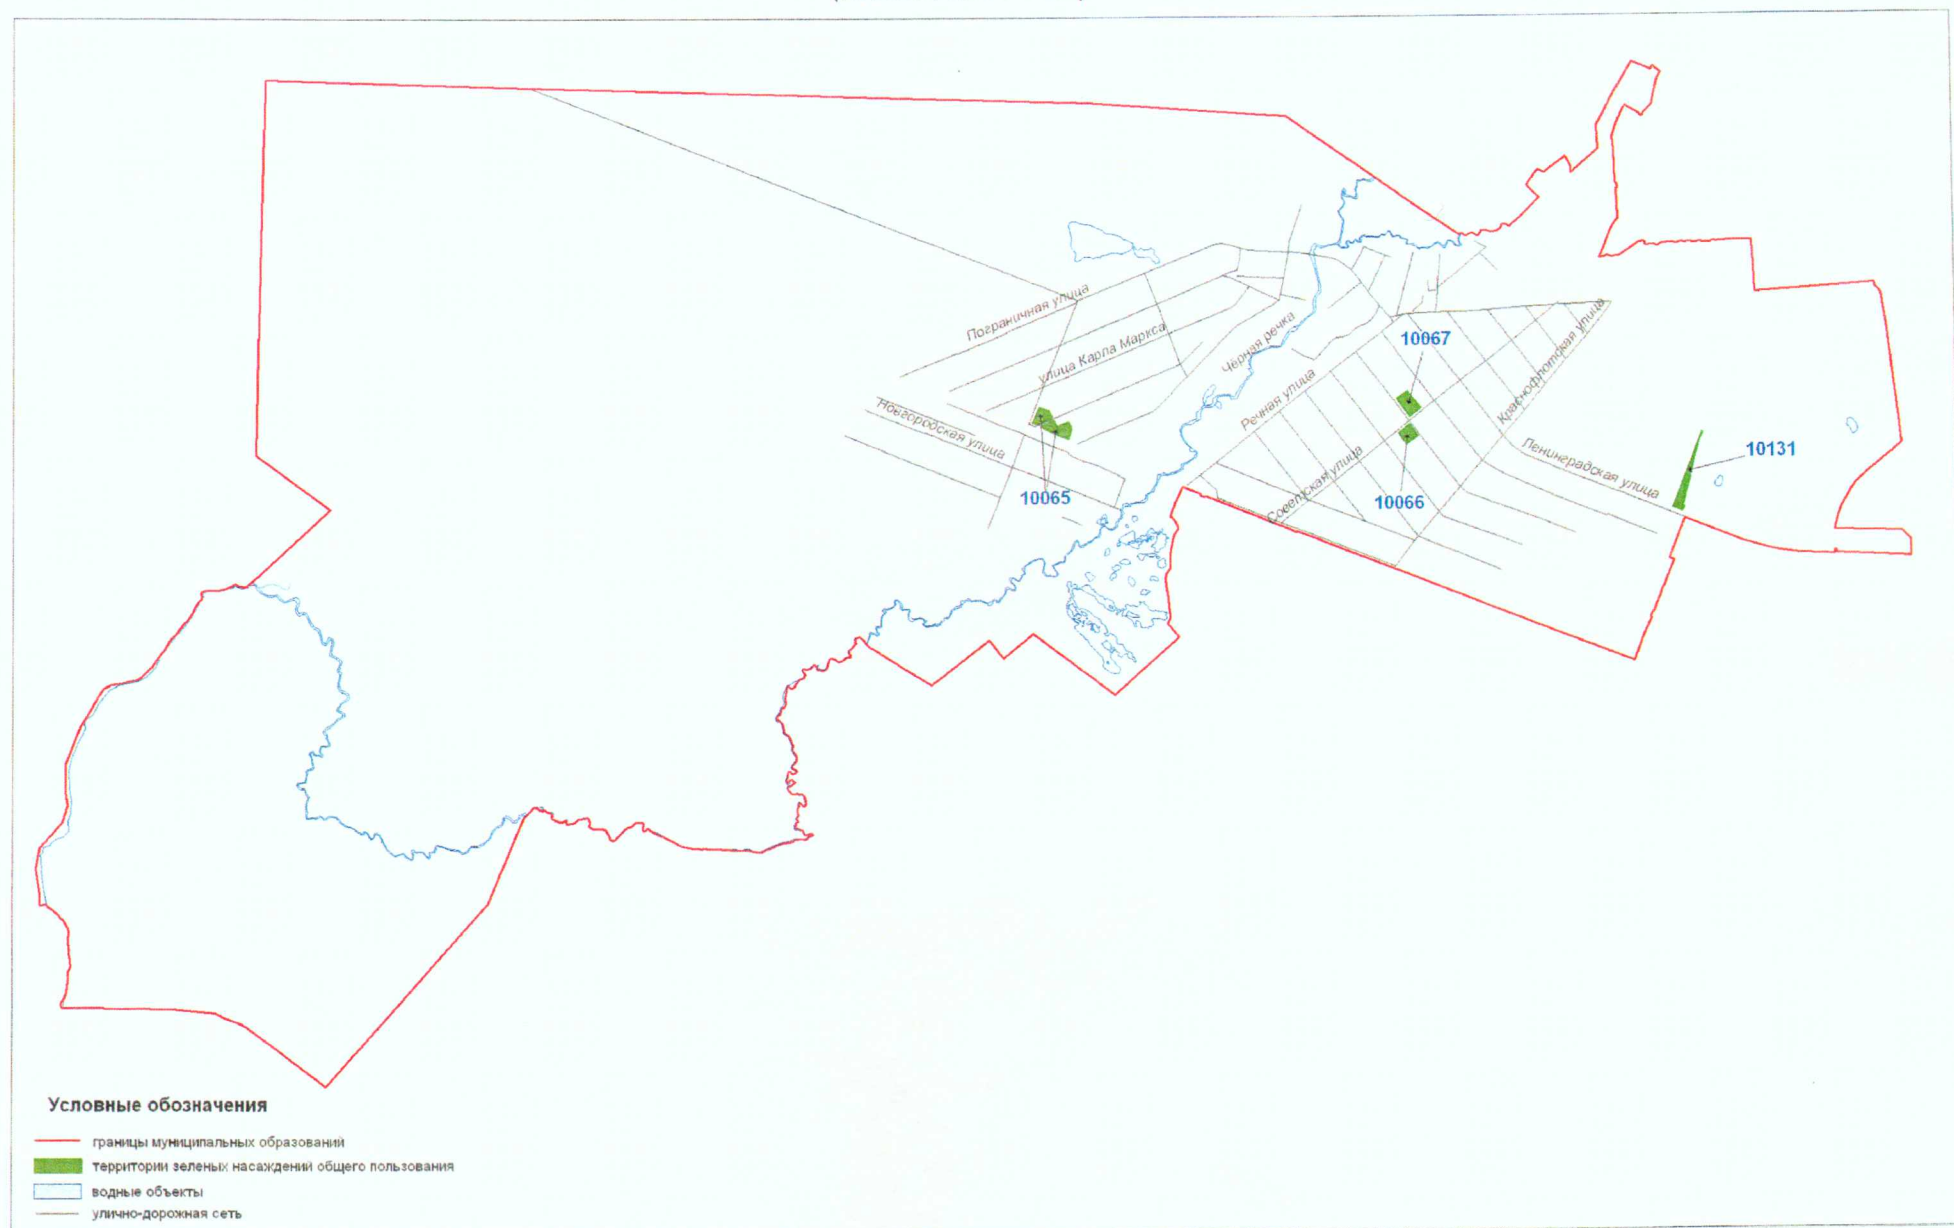 Пограничная улица
улица Карла Маркса
Новгородская улица
10065
Чёрная речка
Речная улица
10067
Красчофлотская улица
Советская улица
10066
Ленинградская улица
10131
Условные обозначения
границы муниципальных образований
территории зеленых насаждений общего пользования
водные объекты
улично-дорожная сеть